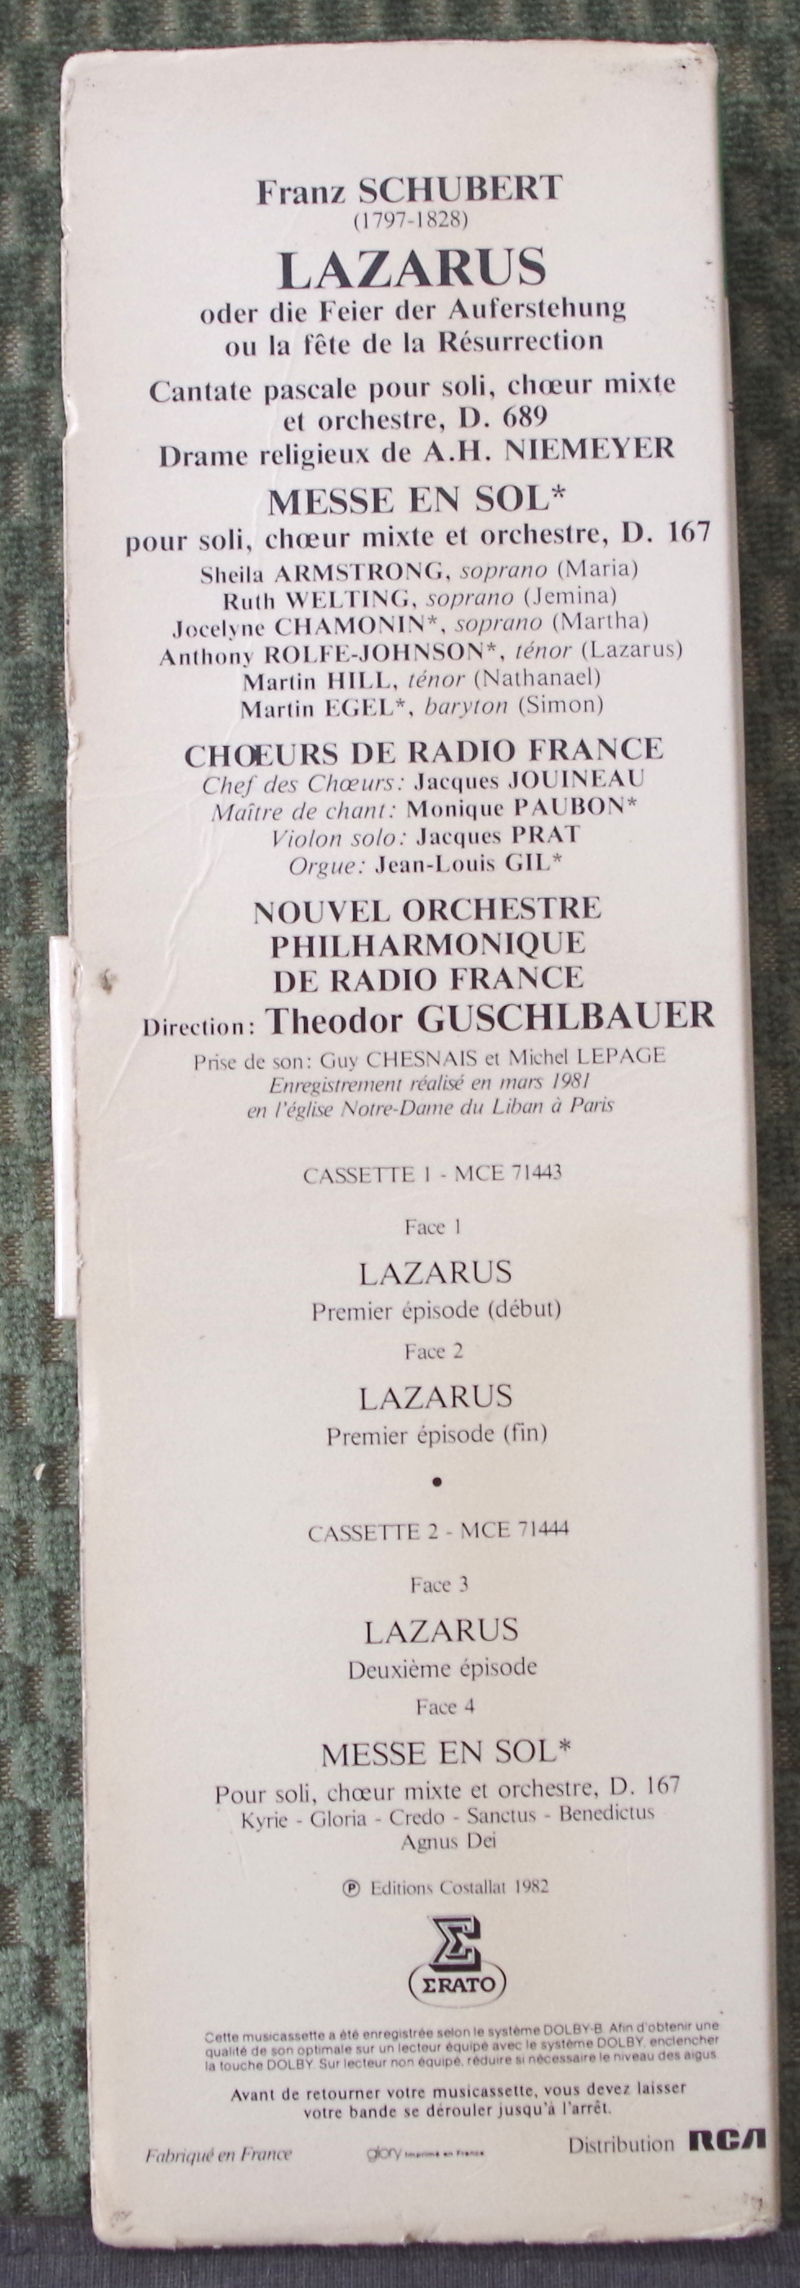 Franz SCHUBERT
(1797-1828)
LAZARUS
oder die Feier der Auferstehung
ou la fête de la Résurrection
Cantate pascale pour soli, chœur mixte
et orchestre, D. 689
Drame religieux de A.H. NIEMEYER
MESSE EN SOL*
pour soli, chœur mixte et orchestre, D. 167
Sheila ARMSTRONG, soprano (Maria)
Ruth WELTING, soprano (Jemina)
Jocelyne CHAMONIN*, soprano (Martha)
Anthony ROLFE-JOHNSON*, ténor (Lazarus)
Martin HILL, ténor (Nathanael)
Martin EGEL*, baryton (Simon)
CHŒURS DE RADIO FRANCE
Chef des Chœurs: Jacques JOUINEAU
Maître de chant: Monique PAUBON*
Violon solo: Jacques PRAT
Orgue: Jean-Louis GIL*
NOUVEL ORCHESTRE
PHILHARMONIQUE
DE RADIO FRANCE
Direction: Theodor GUSCHLBAUER
Prise de son: Guy CHESNAIS et Michel LEPAGE
Enregistrement réalisé en mars 1981
en l'église Notre-Dame du Liban à Paris
CASSETTE 1 - MCE 71443
Face 1
LAZARUS
Premier épisode (début)
Face 2
LAZARUS
Premier épisode (fin)
•
CASSETTE 2 - MCE 71444
Face 3
LAZARUS
Deuxième épisode
Face 4
MESSE EN SOL*
Pour soli, chœur mixte et orchestre, D. 167
Kyrie - Gloria - Credo - Sanctus - Benedictus
Agnus Dei
Ⓟ Editions Costallat 1982
ΣRATO
Cette musicassette a été enregistrée selon le système DOLBY-B. Afin d'obtenir une
qualité de son optimale sur un lecteur équipé avec le système DOLBY, enclencher
la touche DOLBY. Sur lecteur non équipé, réduire si nécessaire le niveau des aigus.
Avant de retourner votre musicassette, vous devez laisser
votre bande se dérouler jusqu'à l'arrêt.
Fabriqué en France glory Imprimé en France Distribution RCA